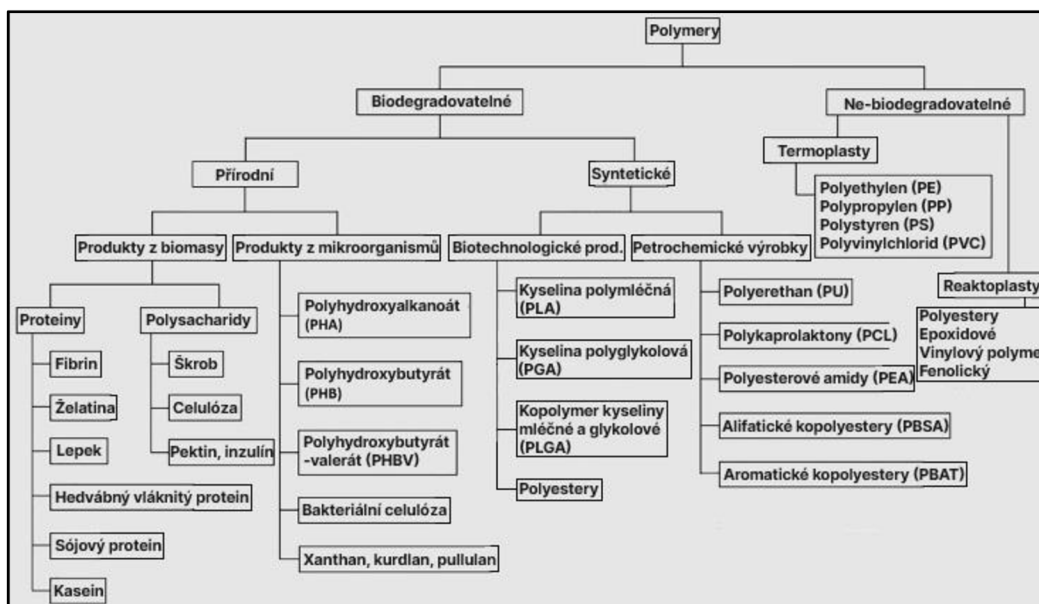 Polymery
Biodegradovatelné
Ne-biodegradovatelné
Přírodní
Syntetické
Termoplasty
Polyethylen (PE)
Polypropylen (PP)
Polystyren (PS)
Polyvinylchlorid (PVC)
Produkty z biomasy
Produkty z mikroorganismů
Biotechnologické prod.
Petrochemické výrobky
Reaktoplasty
Polyestery
Epoxidové
Vinylový polyme
Fenolický
Proteiny
Fibrin
Želatina
Lepek
Hedvábný vláknitý protein
Sójový protein
Kasein
Polysacharidy
Škrob
Celulóza
Pektin, inzulín
Polyhydroxyalkanoát
(PHA)
Polyhydroxybutyrát
(PHB)
Polyhydroxybutyrát
-valerát (PHBV)
Bakteriální celulóza
Xanthan, kurdlan, pullulan
Kyselina polymléčná
(PLA)
Kyselina polyglykolová
(PGA)
Kopolymer kyseliny
mléčné a glykolové
(PLGA)
Polyestery
Polyerethan (PU)
Polykaprolaktony (PCL)
Polyesterové amidy (PEA)
Alifatické kopolyestery (PBSA)
Aromatické kopolyestery (PBAT)